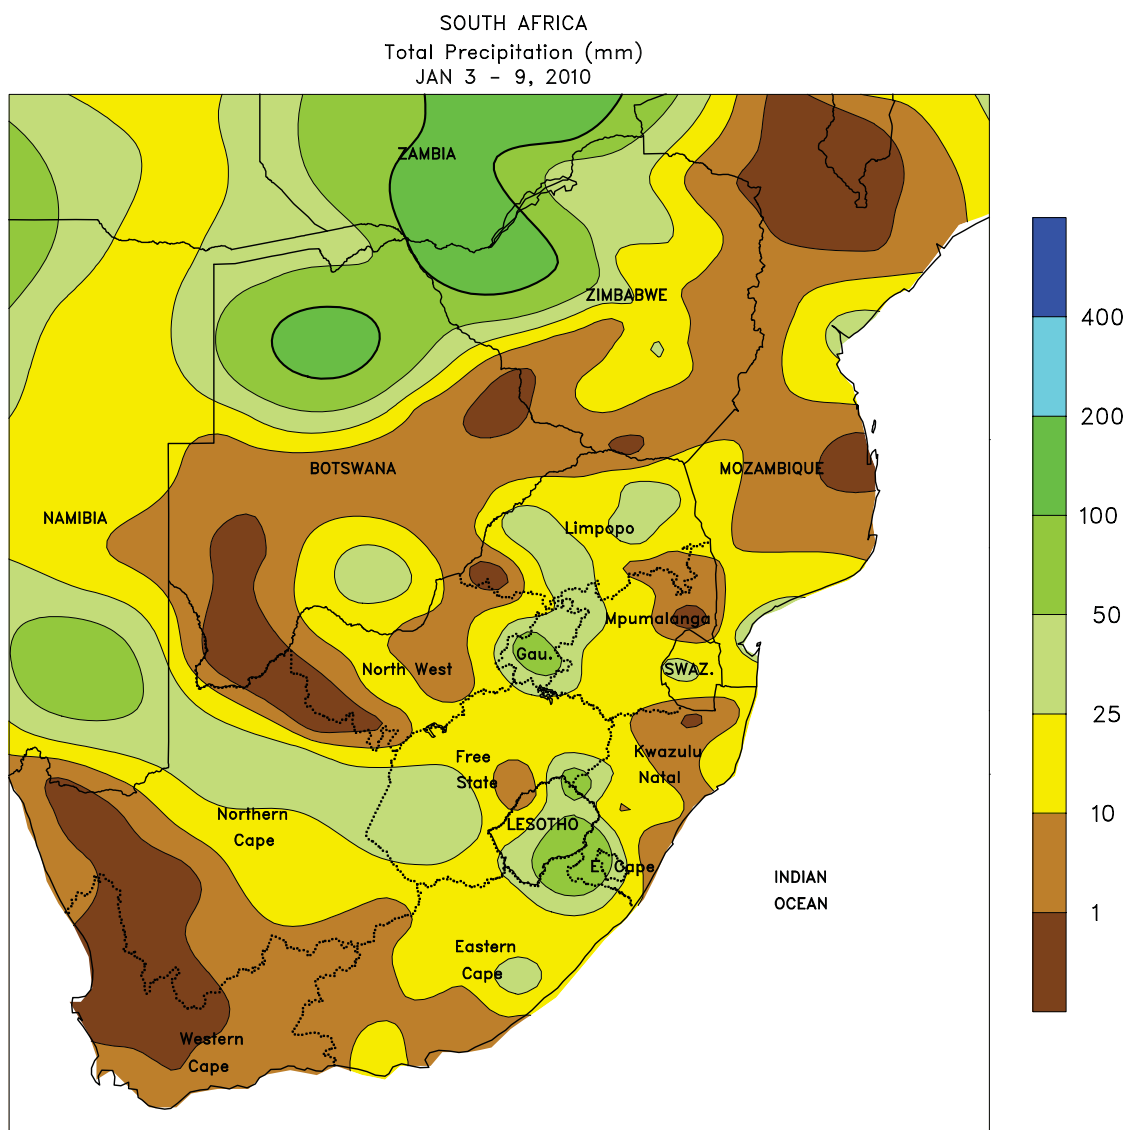 SOUTH AFRICA
Total Precipitation (mm)
JAN 3 - 9, 2010
ZAMBIA
ZIMBABWE
400
200
BOTSWANA
MOZAMBIQUE
NAMIBIA
Limpopo
100
Mpumalanga
50
Gau.
North West
SWAZ.
25
Free
State
Kwazulu
Natal
Northern
Cape
LESOTHO
10
E. Cape
INDIAN
OCEAN
1
Eastern
Cape
Western
Cape